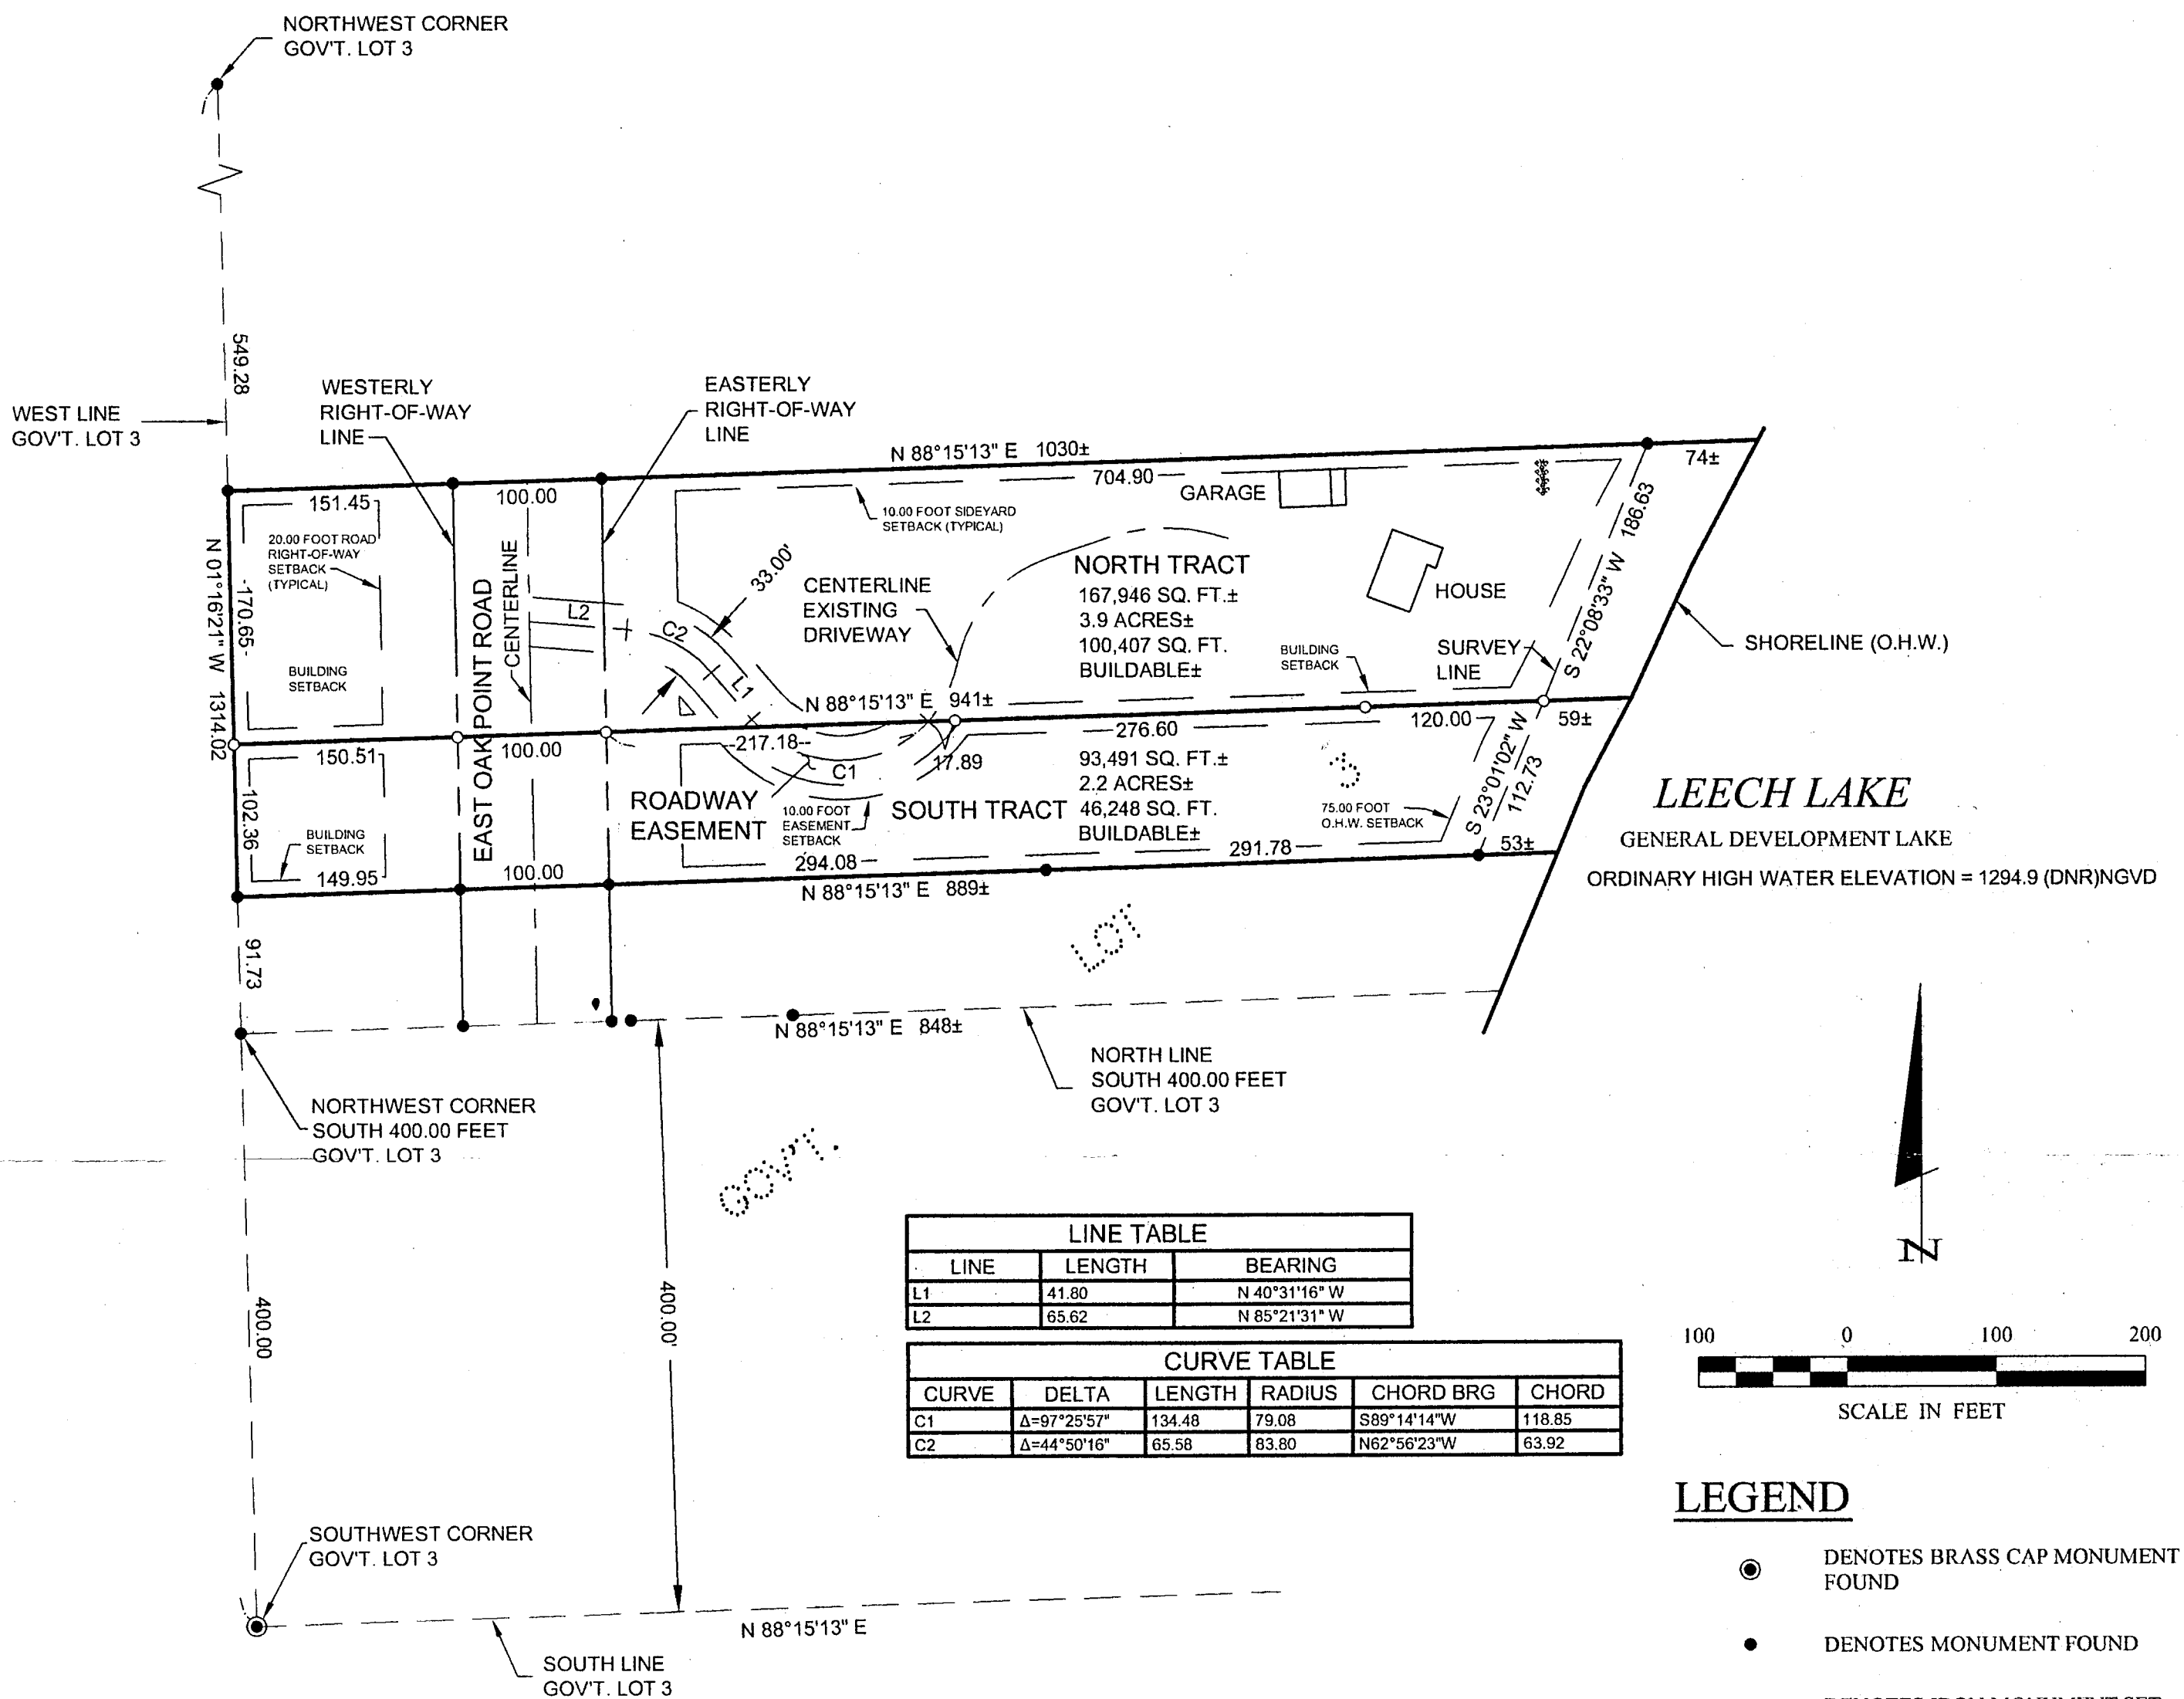 NORTHWEST CORNER
GOV'T. LOT 3
549.28
WEST LINE
GOV'T. LOT 3
WESTERLY
RIGHT-OF-WAY
LINE
EASTERLY
RIGHT-OF-WAY
LINE
N 88°15'13" E 1030±
74±
151.45
100.00
704.90
GARAGE
10.00 FOOT SIDEYARD
SETBACK (TYPICAL)
20.00 FOOT ROAD
RIGHT-OF-WAY
SETBACK
(TYPICAL)
N 01°16'21" W 1314.02
170.65
BUILDING
SETBACK
EAST OAK POINT ROAD
CENTERLINE
L2
C2
L1
33.00'
CENTERLINE
EXISTING
DRIVEWAY
NORTH TRACT
167,946 SQ. FT.±
3.9 ACRES±
100,407 SQ. FT.
BUILDABLE±
HOUSE
BUILDING
SETBACK
SURVEY
LINE
S 22°08'33" W 186.63
SHORELINE (O.H.W.)
N 88°15'13" E 941±
150.51
100.00
217.18
276.60
120.00
59±
17.89
C1
102.36
BUILDING
SETBACK
ROADWAY
EASEMENT
10.00 FOOT
EASEMENT
SETBACK
SOUTH TRACT
93,491 SQ. FT.±
2.2 ACRES±
46,248 SQ. FT.
BUILDABLE±
3
75.00 FOOT
O.H.W. SETBACK
S 23°01'02" W
112.73
LEECH LAKE
GENERAL DEVELOPMENT LAKE
ORDINARY HIGH WATER ELEVATION = 1294.9 (DNR)NGVD
149.95
100.00
294.08
291.78
53±
N 88°15'13" E 889±
91.73
LOT
N 88°15'13" E 848±
NORTH LINE
SOUTH 400.00 FEET
GOV'T. LOT 3
NORTHWEST CORNER
SOUTH 400.00 FEET
GOV'T. LOT 3
GOV'T.
400.00
400.00'
N
LINE TABLE
LINE LENGTH BEARING
L1 41.80 N 40°31'16" W
L2 65.62 N 85°21'31" W
CURVE TABLE
CURVE DELTA LENGTH RADIUS CHORD BRG CHORD
C1 Δ=97°25'57" 134.48 79.08 S89°14'14"W 118.85
C2 Δ=44°50'16" 65.58 83.80 N62°56'23"W 63.92
100 0 100 200
SCALE IN FEET
LEGEND
DENOTES BRASS CAP MONUMENT
FOUND
DENOTES MONUMENT FOUND
SOUTHWEST CORNER
GOV'T. LOT 3
N 88°15'13" E
SOUTH LINE
GOV'T. LOT 3